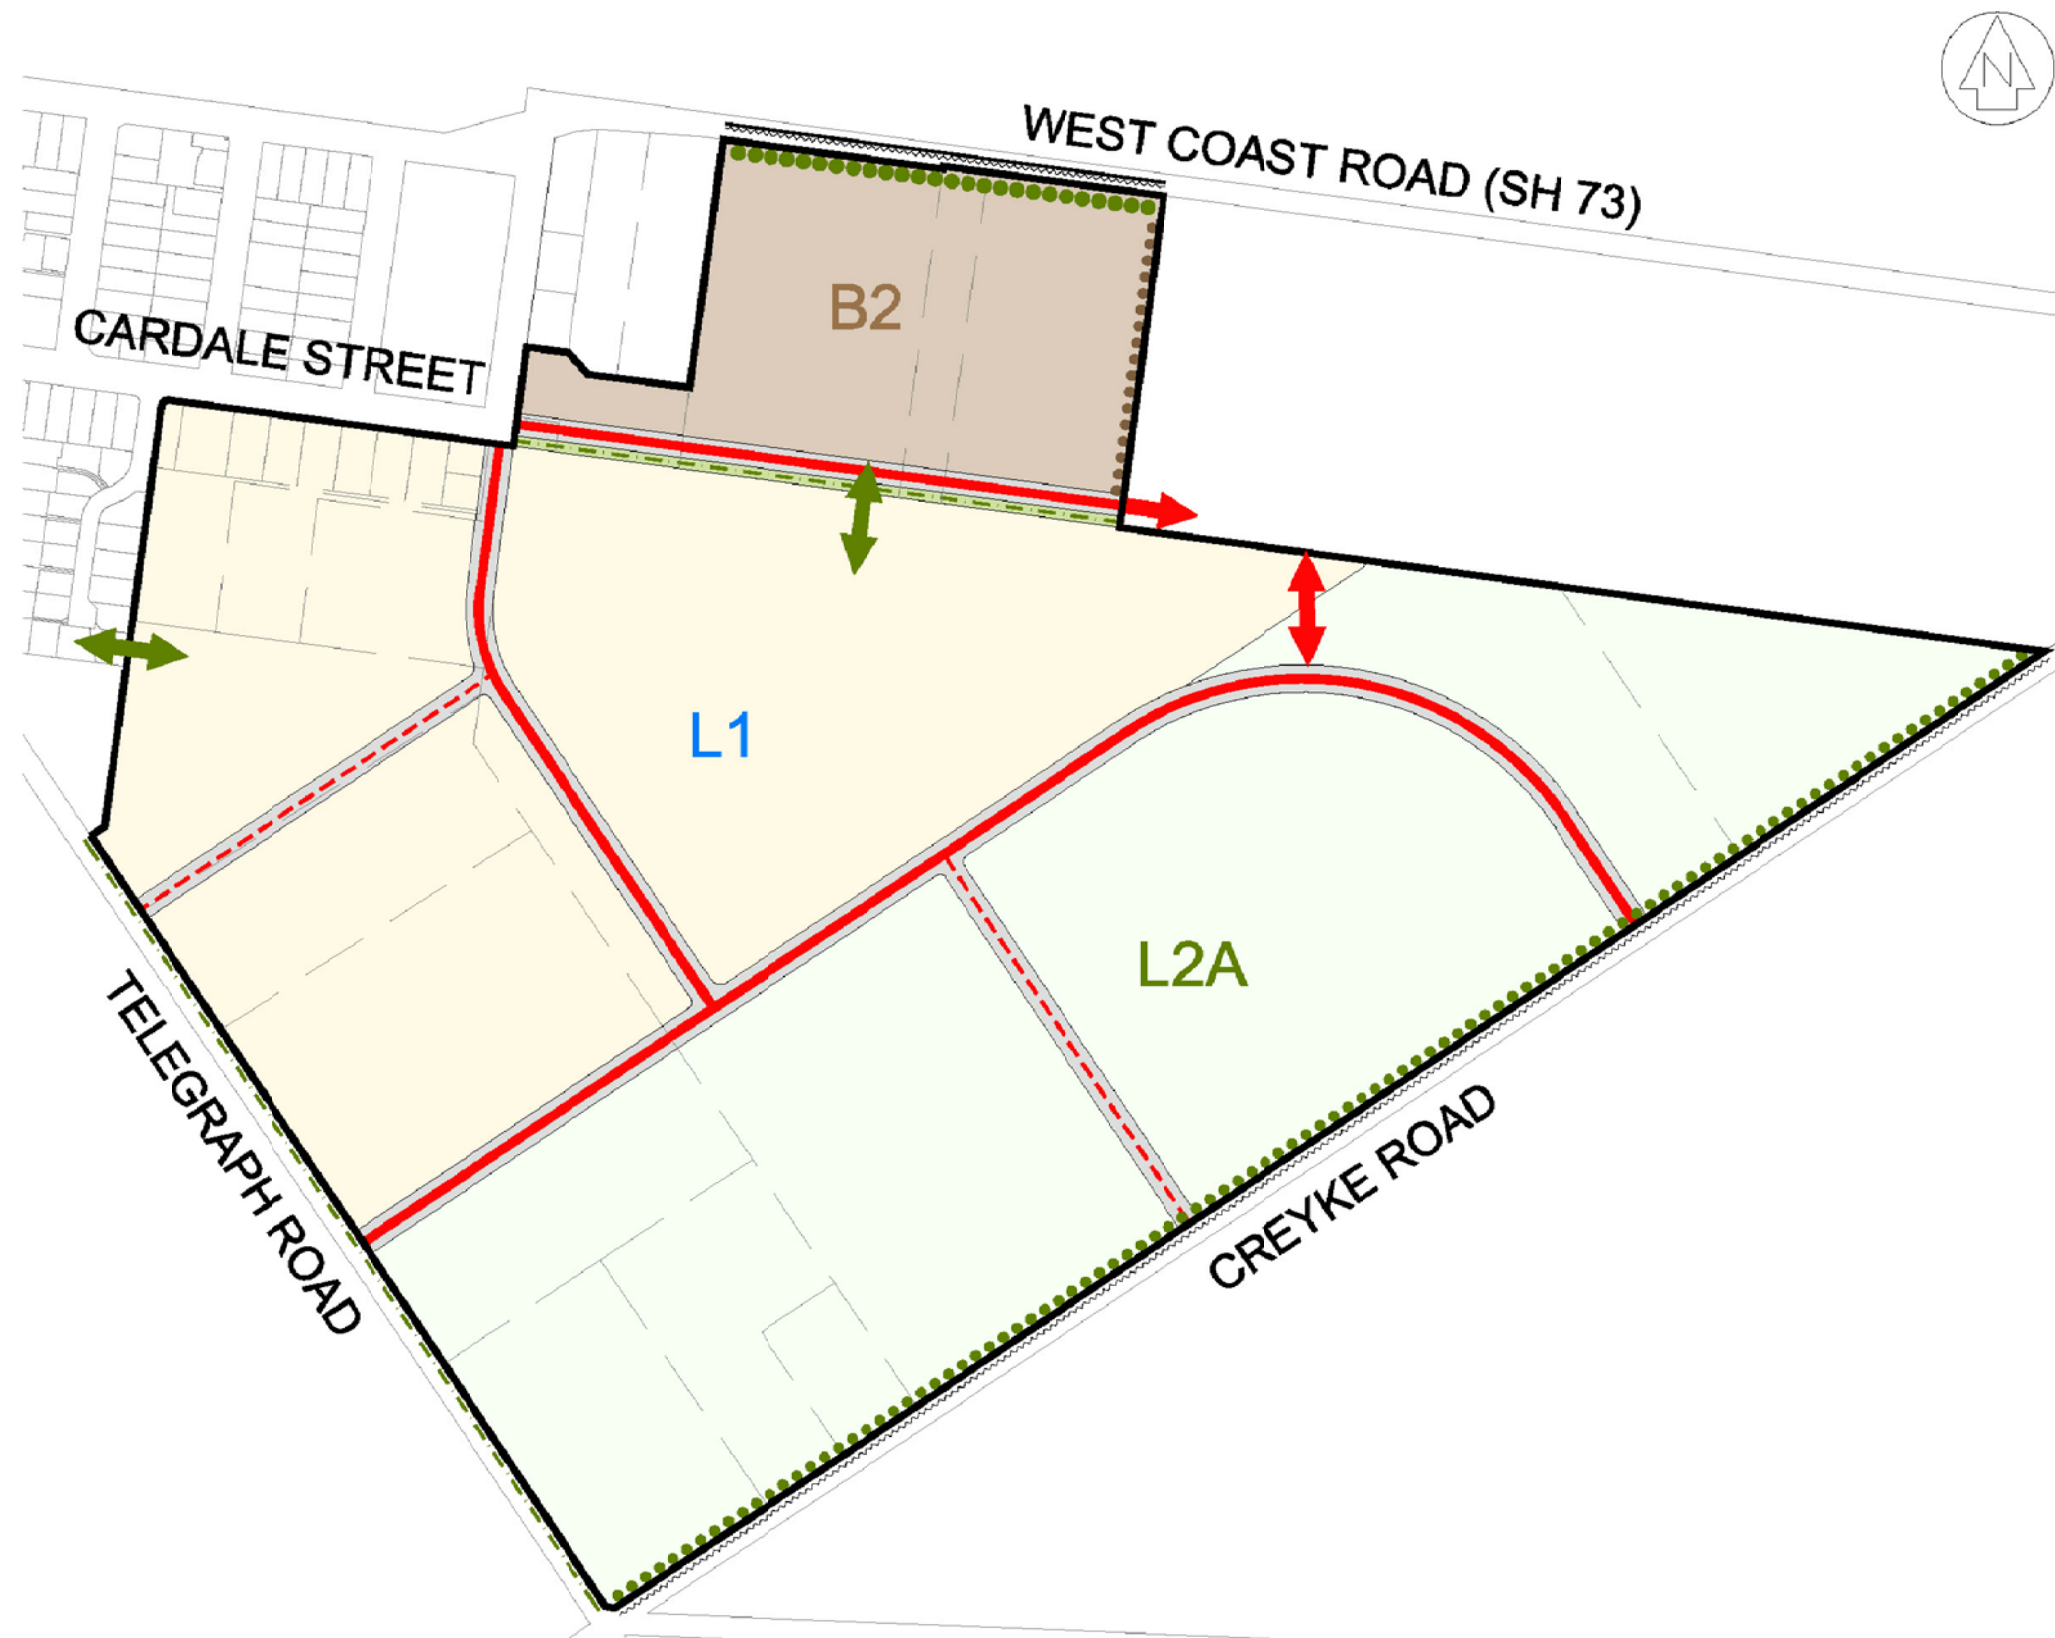 N
WEST COAST ROAD (SH 73)
B2
CARDALE STREET
L1
L2A
TELEGRAPH ROAD
CREYKE ROAD